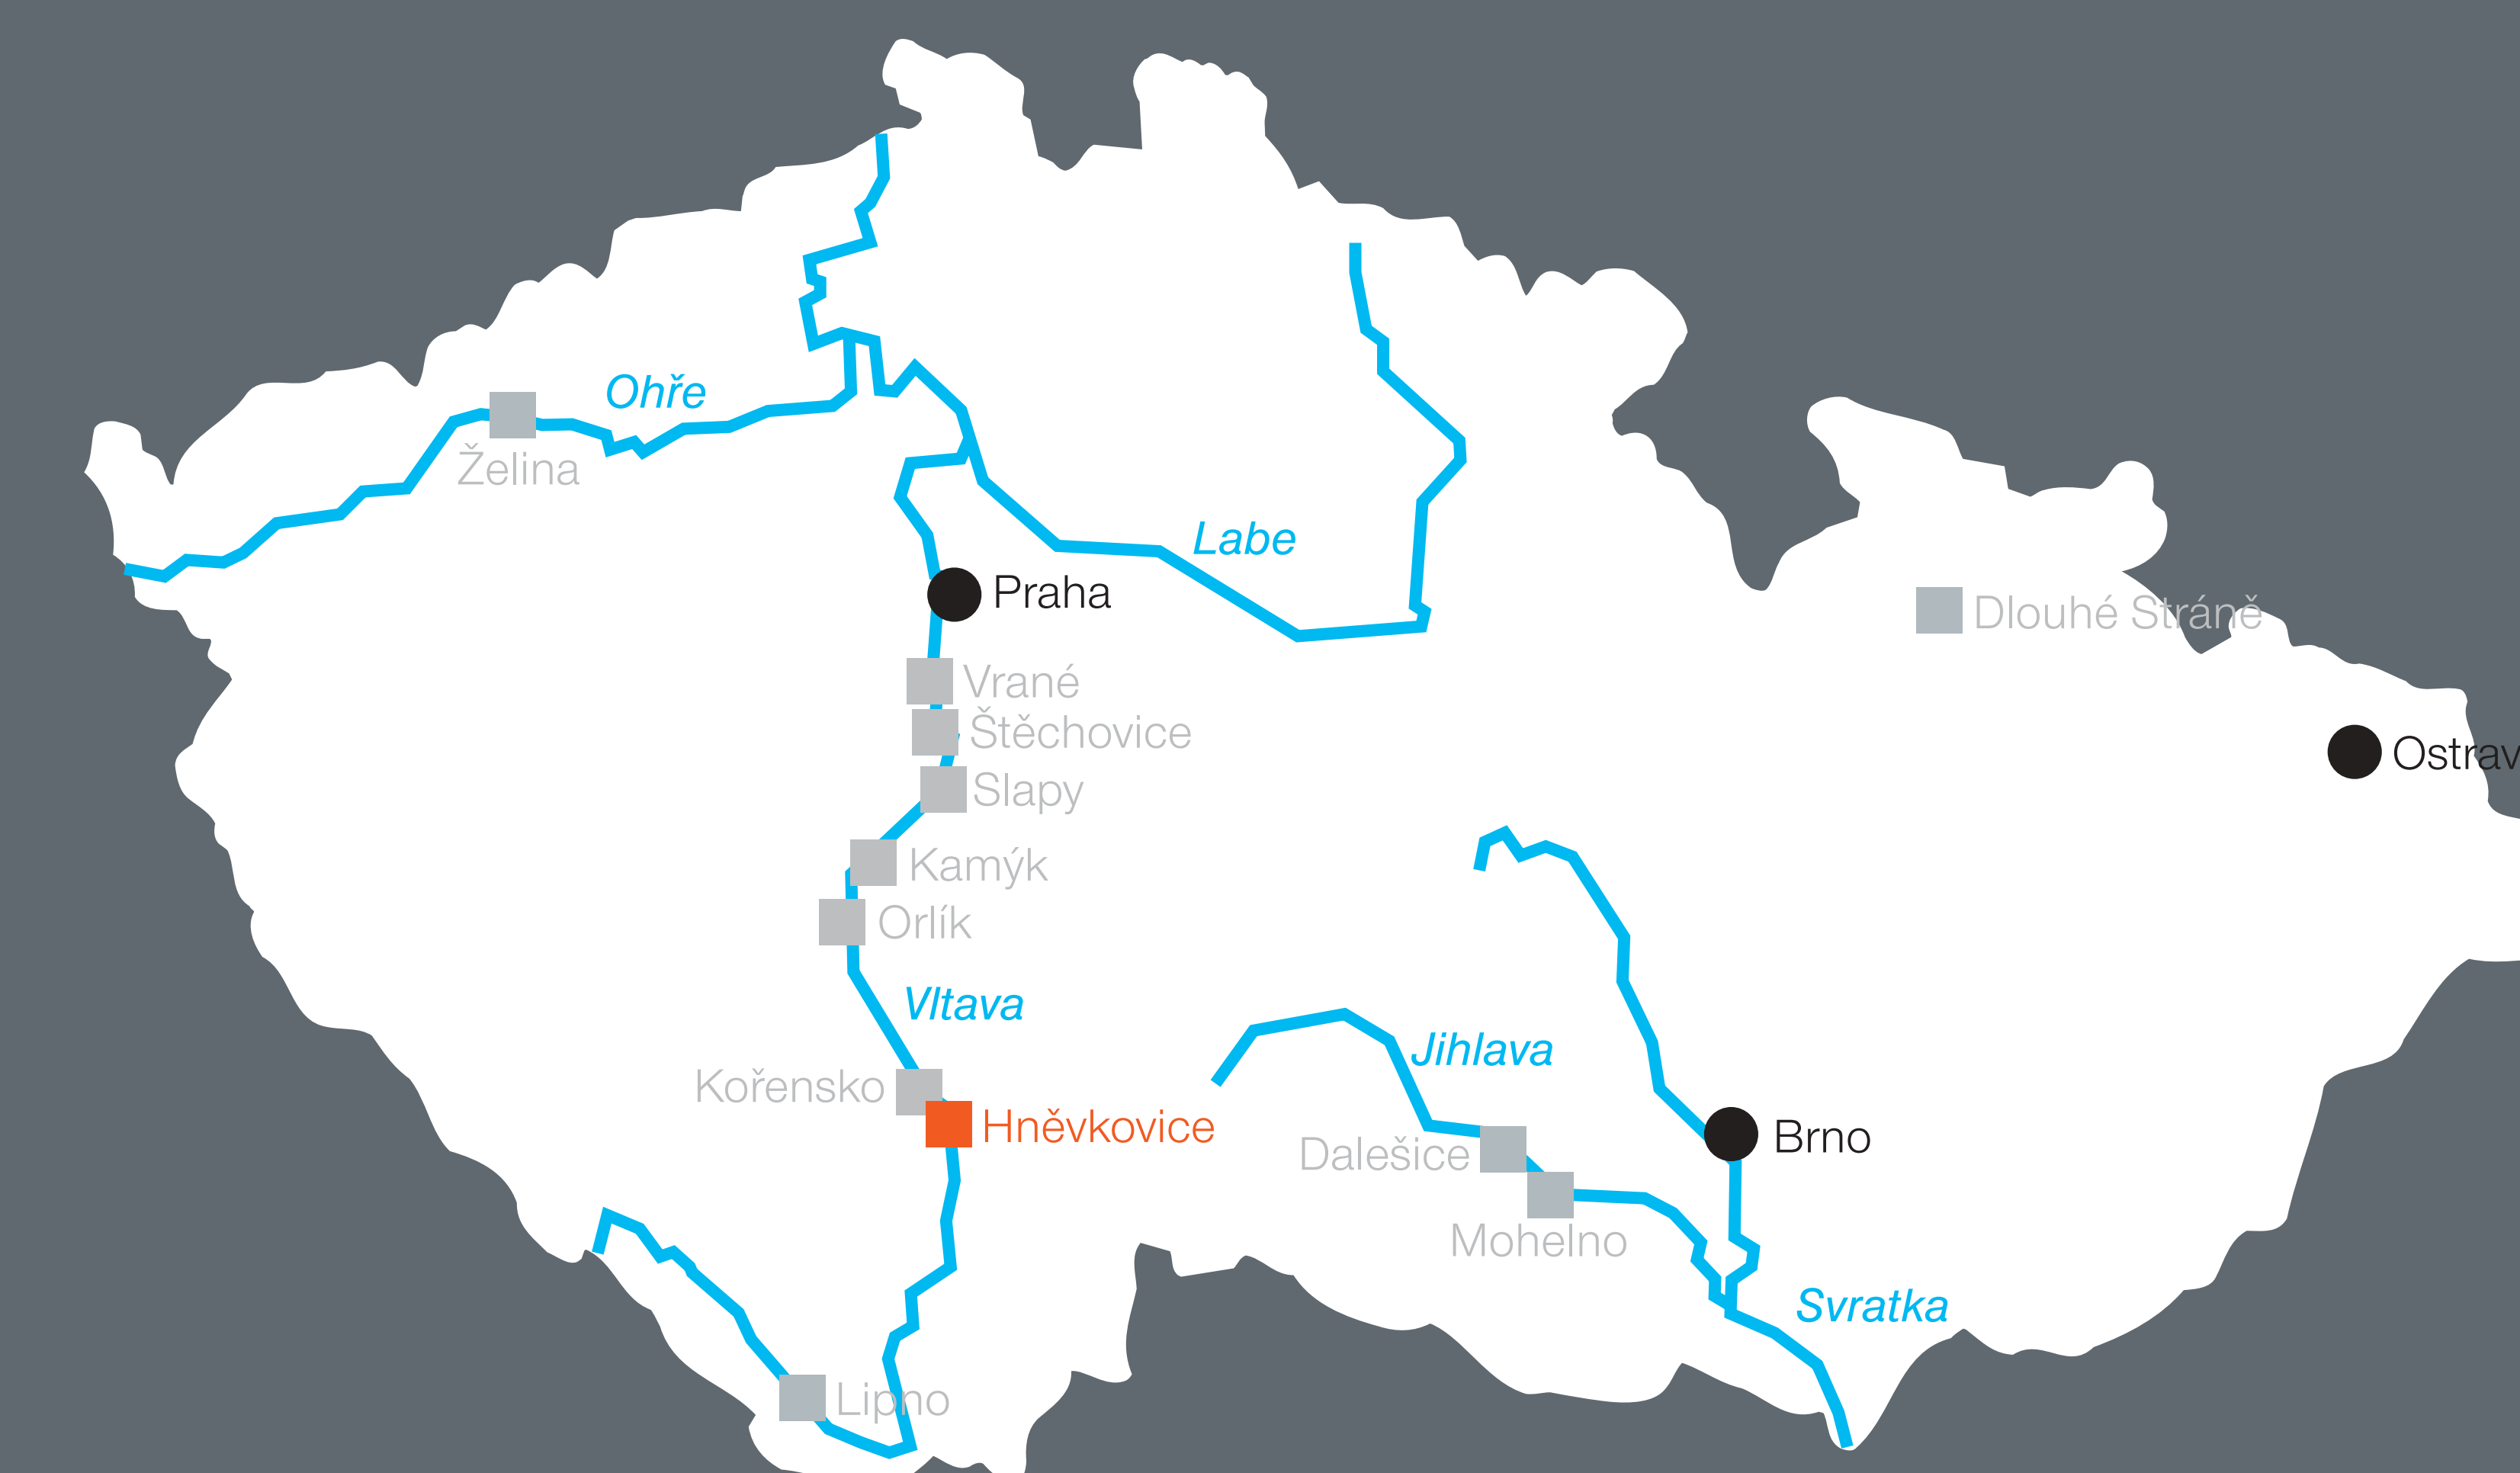 Ohře
Želina
Labe
Praha
Dlouhé Stráně
Vrané
Štěchovice
Ostrav
Slapy
Kamýk
Orlík
Vltava
Jihlava
Kořensko
Hněvkovice
Brno
Dalešice
Mohelno
Svratka
Lipno